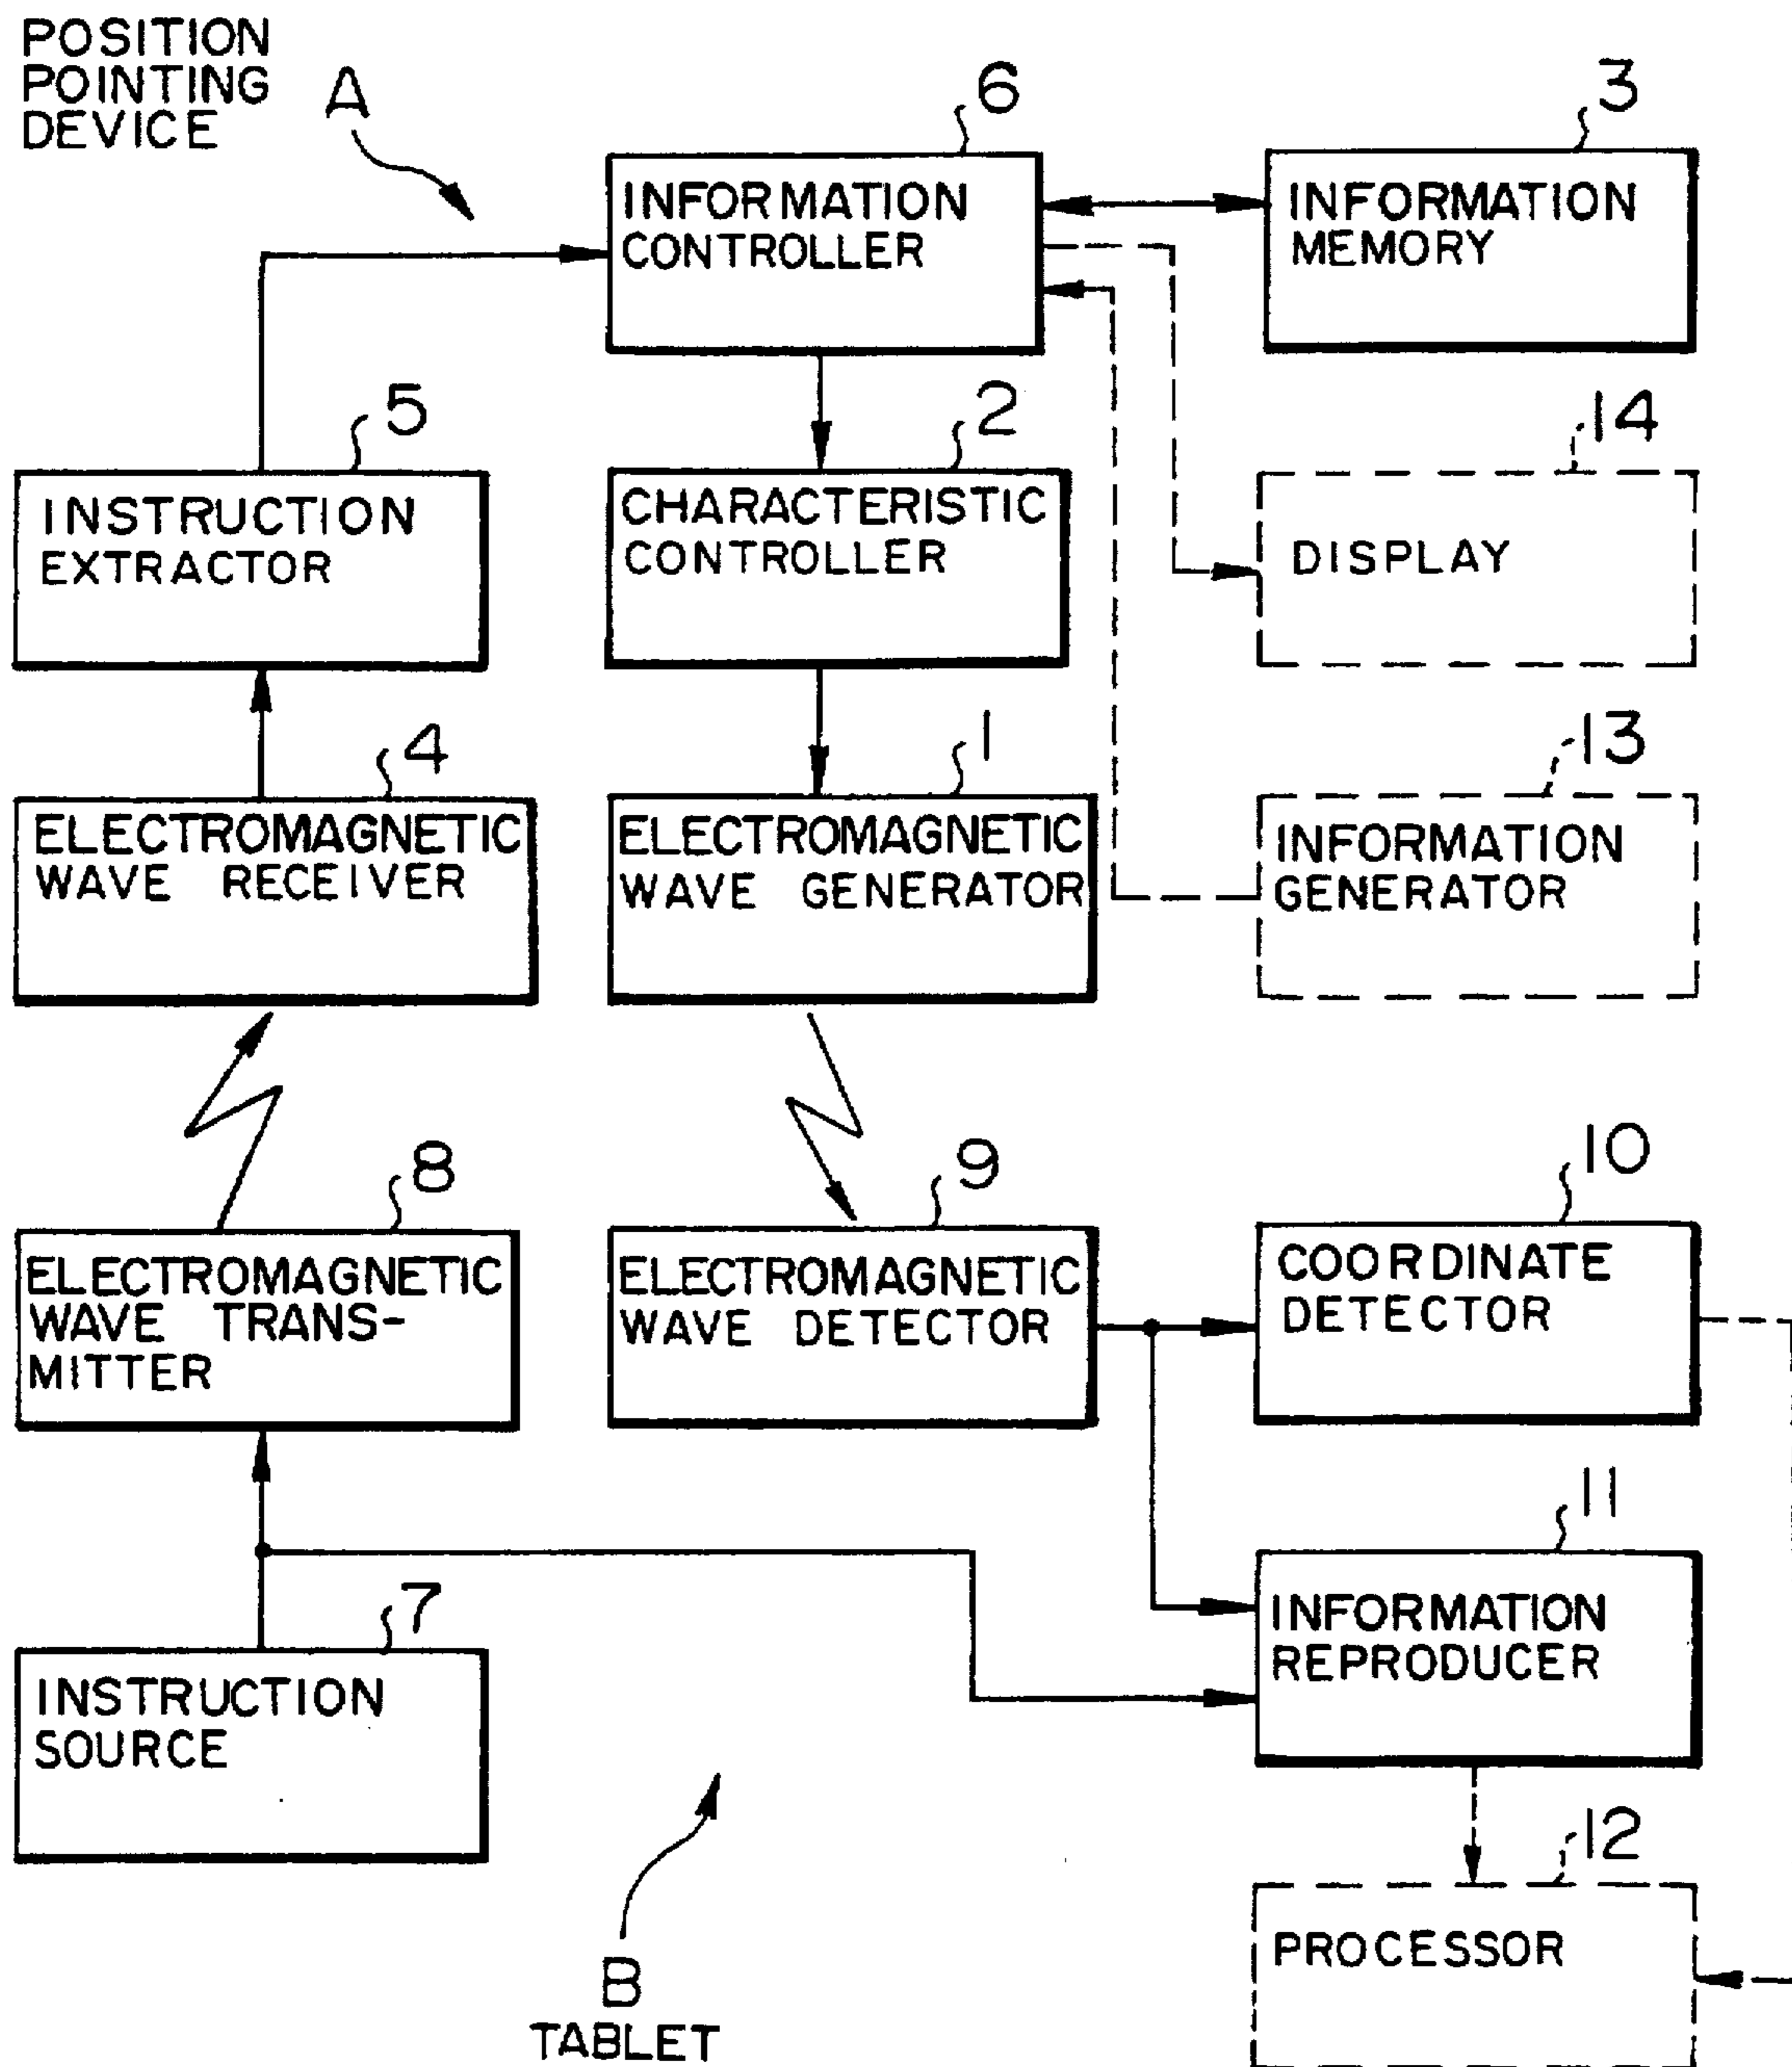 POSITION
POINTING
DEVICE
A
6
INFORMATION
CONTROLLER
3
INFORMATION
MEMORY
5
INSTRUCTION
EXTRACTOR
2
CHARACTERISTIC
CONTROLLER
14
DISPLAY
4
ELECTROMAGNETIC
WAVE RECEIVER
1
ELECTROMAGNETIC
WAVE GENERATOR
13
INFORMATION
GENERATOR
8
ELECTROMAGNETIC
WAVE TRANS-
MITTER
9
ELECTROMAGNETIC
WAVE DETECTOR
10
COORDINATE
DETECTOR
7
INSTRUCTION
SOURCE
11
INFORMATION
REPRODUCER
12
PROCESSOR
B
TABLET